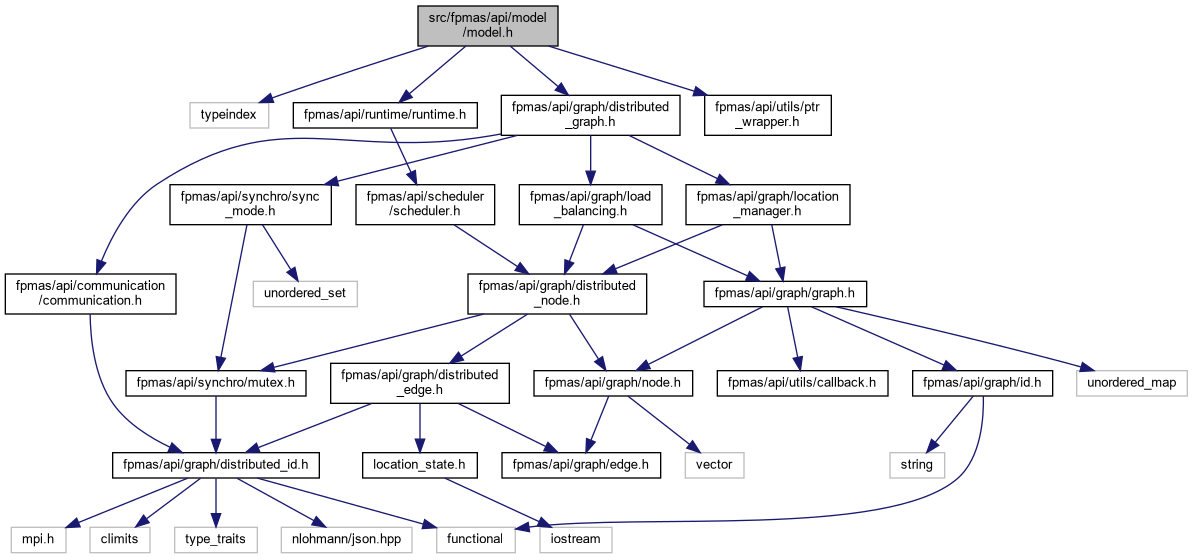 src/fpmas/api/model
/model.h
typeindex
fpmas/api/runtime/runtime.h
fpmas/api/graph/distributed
_graph.h
fpmas/api/utils/ptr
_wrapper.h
fpmas/api/synchro/sync
_mode.h
fpmas/api/scheduler
/scheduler.h
fpmas/api/graph/load
_balancing.h
fpmas/api/graph/location
_manager.h
fpmas/api/communication
/communication.h
unordered_set
fpmas/api/graph/distributed
_node.h
fpmas/api/graph/graph.h
fpmas/api/synchro/mutex.h
fpmas/api/graph/distributed
_edge.h
fpmas/api/graph/node.h
fpmas/api/utils/callback.h
fpmas/api/graph/id.h
unordered_map
fpmas/api/graph/distributed_id.h
location_state.h
fpmas/api/graph/edge.h
vector
string
mpi.h
climits
type_traits
nlohmann/json.hpp
functional
iostream